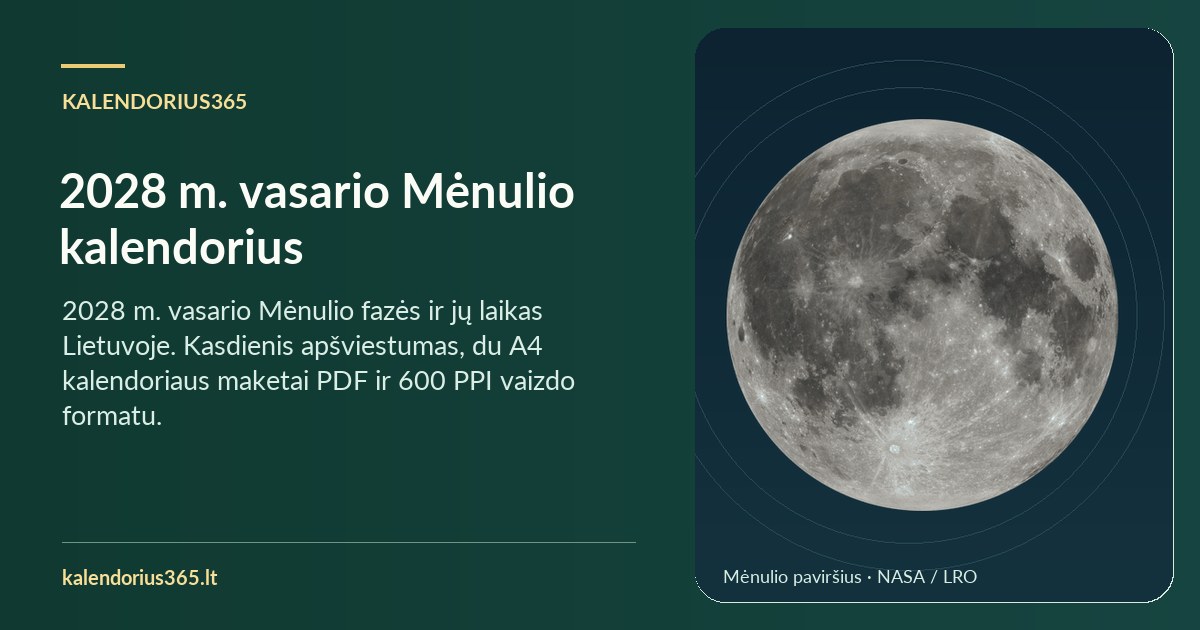 KALENDORIUS365
2028 m. vasario Mėnulio
kalendorius
2028 m. vasario Mėnulio fazės ir jų laikas
Lietuvoje. Kasdienis apšviestumas, du A4
kalendoriaus maketai PDF ir 600 PPI vaizdo
formatu.
kalendorius365.lt
Mėnulio paviršius · NASA / LRO